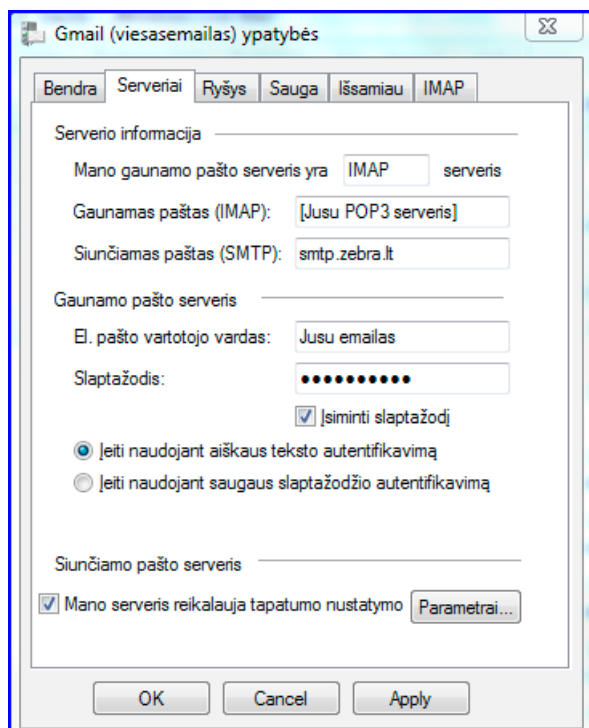 Gmail (viesasemailas) ypatybės
Bendra Serveriai Ryšys Sauga Išsamiau IMAP
Serverio informacija
Mano gaunamo pašto serveris yra IMAP serveris
Gaunamas paštas (IMAP): [Jusu POP3 serveris]
Siunčiamas paštas (SMTP): smtp.zebra.lt
Gaunamo pašto serveris
El. pašto vartotojo vardas: Jusu emailas
Slaptažodis: ●●●●●●●●●●
Įsiminti slaptažodį
Įeiti naudojant aiškaus teksto autentifikavimą
Įeiti naudojant saugaus slaptažodžio autentifikavimą
Siunčiamo pašto serveris
Mano serveris reikalauja tapatumo nustatymo Parametrai...
OK Cancel Apply